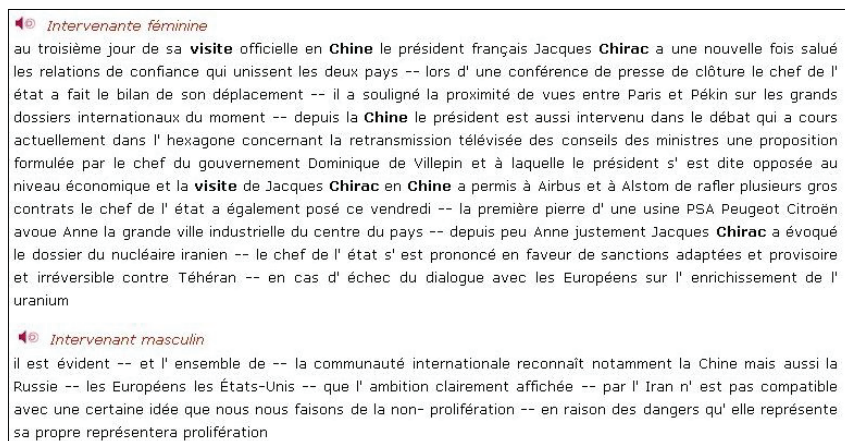 Intervenante féminine
au troisième jour de sa visite officielle en Chine le président français Jacques Chirac a une nouvelle fois salué
les relations de confiance qui unissent les deux pays -- lors d' une conférence de presse de clôture le chef de l'
état a fait le bilan de son déplacement -- il a souligné la proximité de vues entre Paris et Pékin sur les grands
dossiers internationaux du moment -- depuis la Chine le président est aussi intervenu dans le débat qui a cours
actuellement dans l' hexagone concernant la retransmission télévisée des conseils des ministres une proposition
formulée par le chef du gouvernement Dominique de Villepin et à laquelle le président s' est dite opposée au
niveau économique et la visite de Jacques Chirac en Chine a permis à Airbus et à Alstom de rafler plusieurs gros
contrats le chef de l' état a également posé ce vendredi -- la première pierre d' une usine PSA Peugeot Citroën
avoue Anne la grande ville industrielle du centre du pays -- depuis peu Anne justement Jacques Chirac a évoqué
le dossier du nucléaire iranien -- le chef de l' état s' est prononcé en faveur de sanctions adaptées et provisoire
et irréversible contre Téhéran -- en cas d' échec du dialogue avec les Européens sur l' enrichissement de l'
uranium
Intervenant masculin
il est évident -- et l' ensemble de -- la communauté internationale reconnaît notamment la Chine mais aussi la
Russie -- les Européens les États-Unis -- que l' ambition clairement affichée -- par l' Iran n' est pas compatible
avec une certaine idée que nous nous faisons de la non- prolifération -- en raison des dangers qu' elle représente
sa propre représentera prolifération